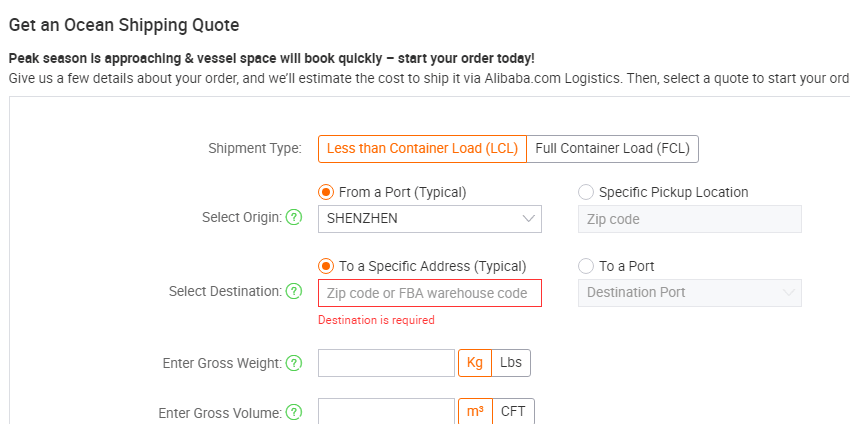 Get an Ocean Shipping Quote
Peak season is approaching & vessel space will book quickly – start your order today!
Give us a few details about your order, and we'll estimate the cost to ship it via Alibaba.com Logistics. Then, select a quote to start your ord
Shipment Type: Less than Container Load (LCL) Full Container Load (FCL)
From a Port (Typical) Specific Pickup Location
Select Origin: ? SHENZHEN Zip code
To a Specific Address (Typical) To a Port
Select Destination: ? Zip code or FBA warehouse code Destination Port
Destination is required
Enter Gross Weight: ? Kg Lbs
Enter Gross Volume: ? m³ CFT